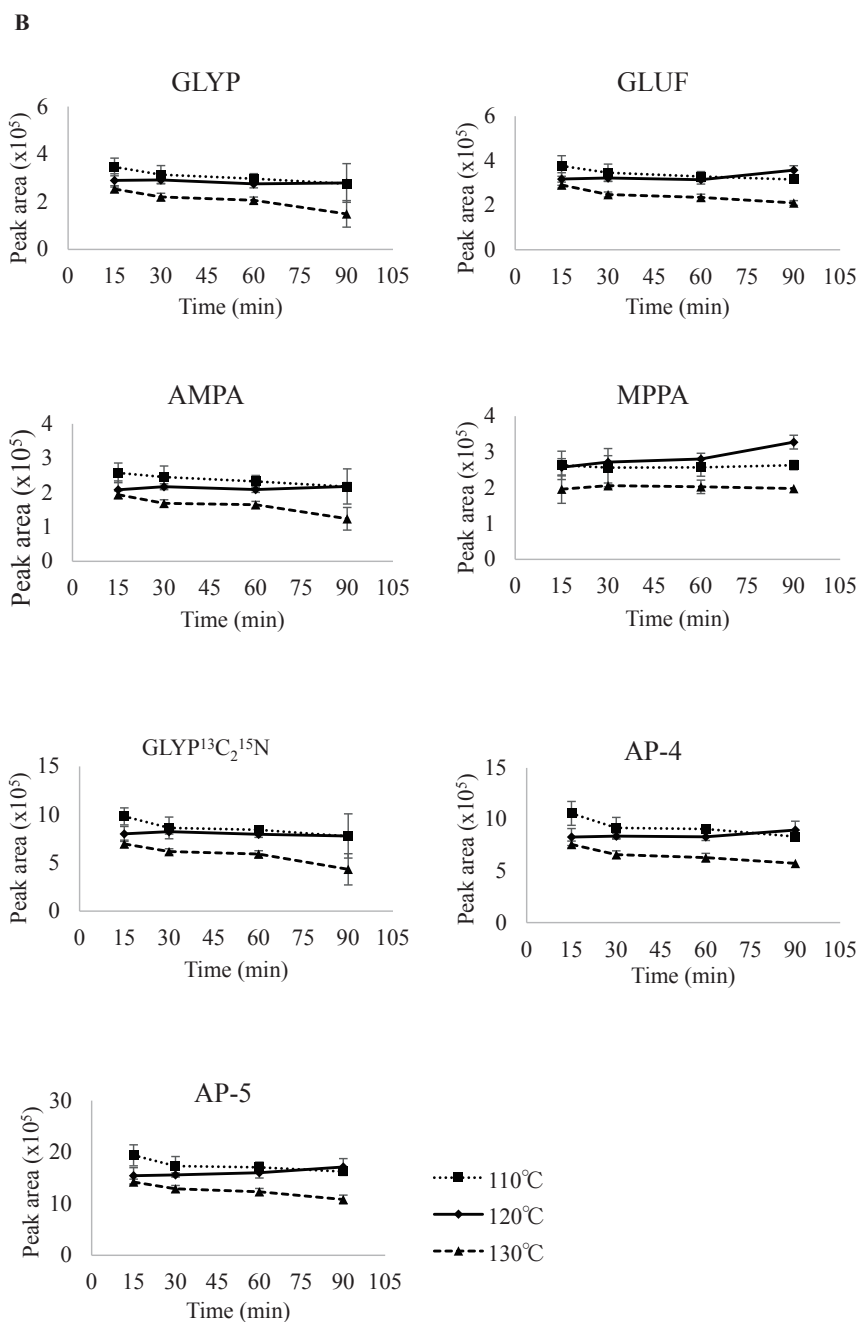 B
GLYP
Peak area (x10⁵)
6
4
2
0
0 15 30 45 60 75 90 105
Time (min)
GLUF
Peak area (x10⁵)
6
4
2
0
0 15 30 45 60 75 90 105
Time (min)
AMPA
Peak area (x10⁵)
4
3
2
1
0
0 15 30 45 60 75 90 105
Time (min)
MPPA
Peak area (x10⁵)
4
3
2
1
0
0 15 30 45 60 75 90 105
Time (min)
GLYP¹³C₂¹⁵N
Peak area (x10⁵)
15
10
5
0
0 15 30 45 60 75 90 105
Time (min)
AP-4
Peak area (x10⁵)
15
10
5
0
0 15 30 45 60 75 90 105
Time (min)
AP-5
Peak area (x10⁵)
30
20
10
0
0 15 30 45 60 75 90 105
Time (min)
110℃
120℃
130℃